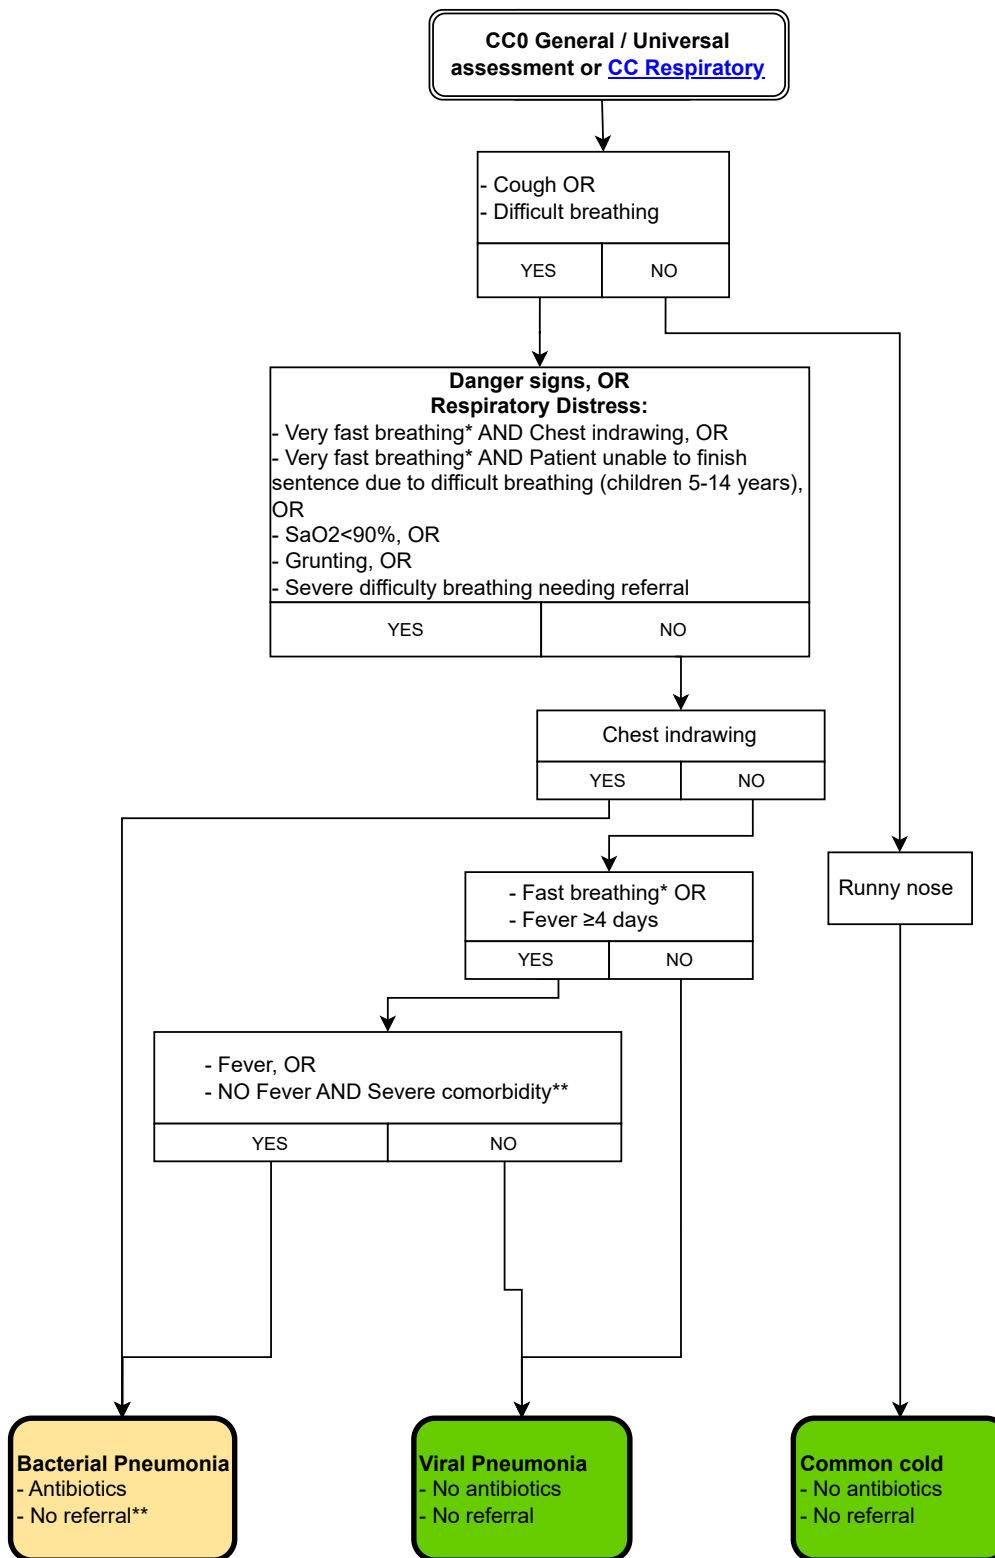 CC0 General / Universal
assessment or CC Respiratory
- Cough OR
- Difficult breathing
YES
NO
Danger signs, OR
Respiratory Distress:
- Very fast breathing* AND Chest indrawing, OR
- Very fast breathing* AND Patient unable to finish
sentence due to difficult breathing (children 5-14 years),
OR
- SaO2<90%, OR
- Grunting, OR
- Severe difficulty breathing needing referral
YES
NO
Chest indrawing
YES
NO
- Fast breathing* OR
- Fever ≥4 days
YES
NO
Runny nose
- Fever, OR
- NO Fever AND Severe comorbidity**
YES
NO
Bacterial Pneumonia
- Antibiotics
- No referral**
Viral Pneumonia
- No antibiotics
- No referral
Common cold
- No antibiotics
- No referral